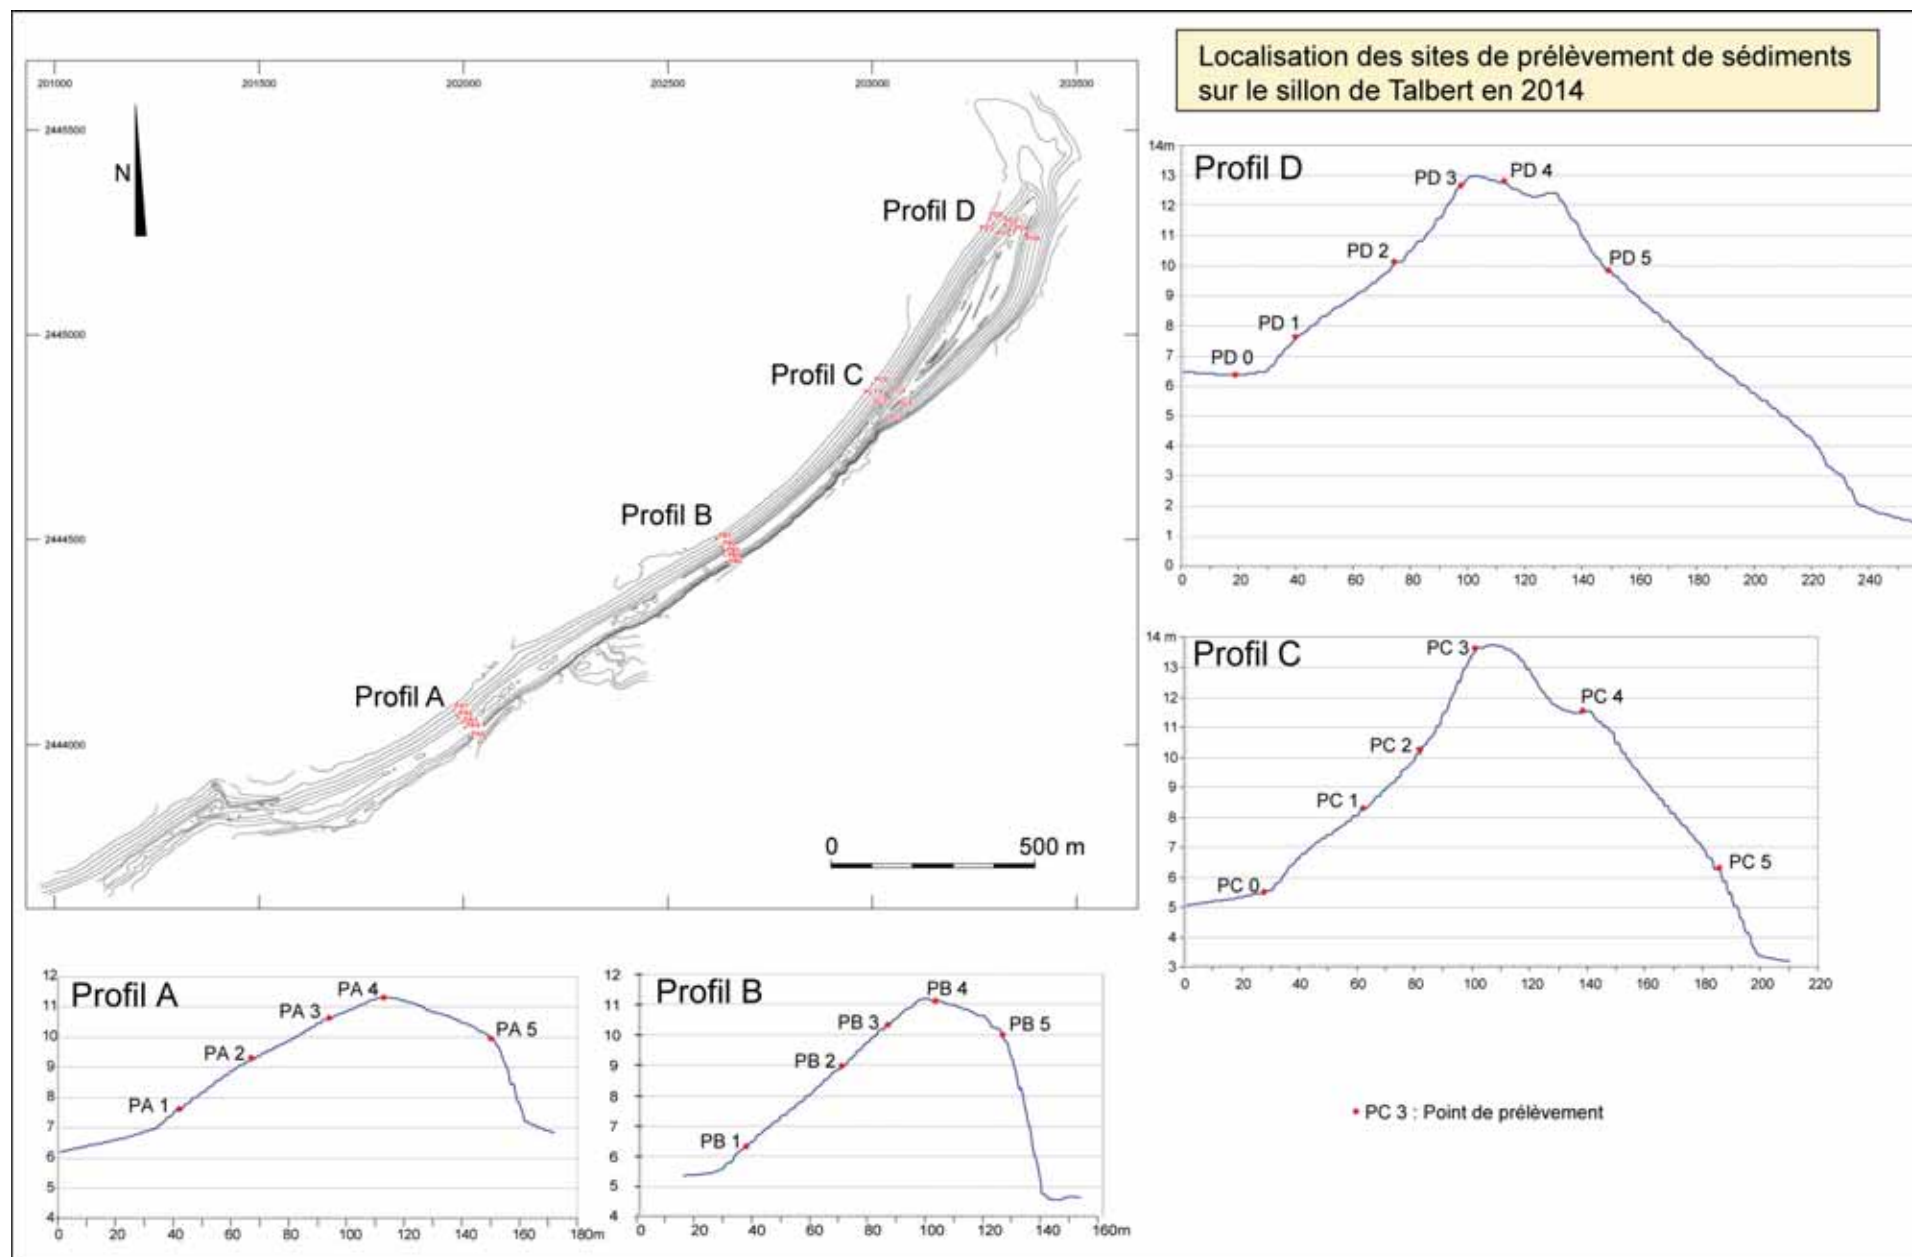 Localisation des sites de prélèvement de sédiments
sur le sillon de Talbert en 2014
201000
201500
202000
202500
203000
203500
2445500
2445000
2444500
2444000
N
Profil D
Profil C
Profil B
Profil A
0 500 m
Profil D
14m
13
12
11
10
9
8
7
6
5
4
3
2
1
0
0 20 40 60 80 100 120 140 160 180 200 220 240
PD 0
PD 1
PD 2
PD 3
PD 4
PD 5
Profil C
14 m
13
12
11
10
9
8
7
6
5
4
3
0 20 40 60 80 100 120 140 160 180 200 220
PC 0
PC 1
PC 2
PC 3
PC 4
PC 5
Profil A
12
11
10
9
8
7
6
5
4
0 20 40 60 80 100 120 140 160 180m
PA 1
PA 2
PA 3
PA 4
PA 5
Profil B
12
11
10
9
8
7
6
5
4
0 20 40 60 80 100 120 140 160m
PB 1
PB 2
PB 3
PB 4
PB 5
PC 3 : Point de prélèvement